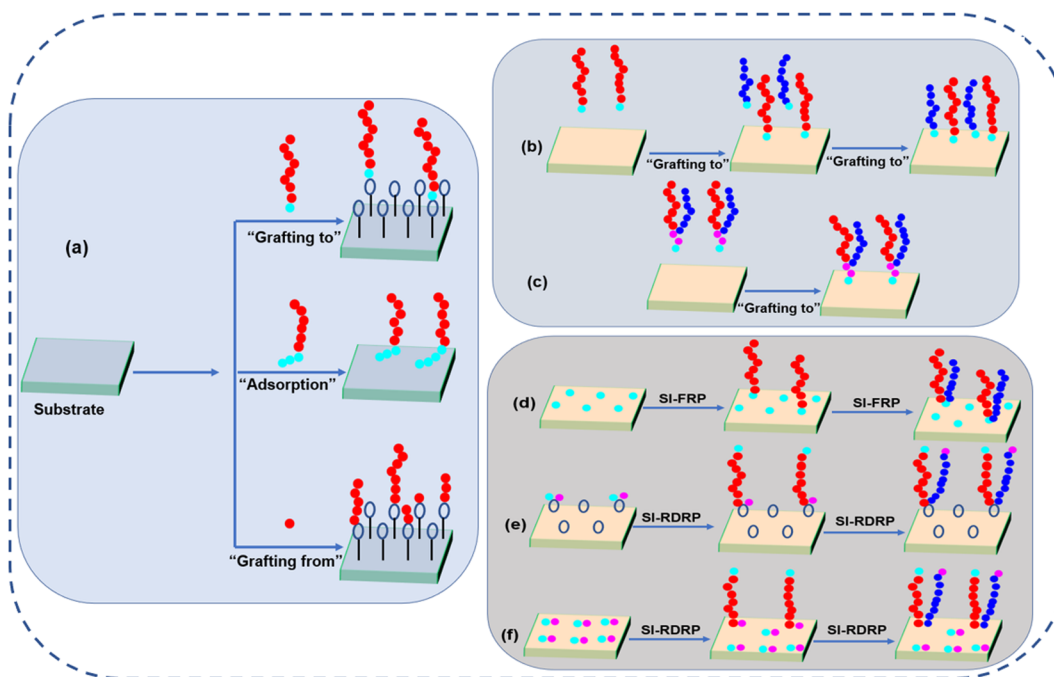 (a)
Substrate
“Grafting to”
“Adsorption”
“Grafting from”
(b)
“Grafting to”
“Grafting to”
(c)
“Grafting to”
(d)
SI-FRP
SI-FRP
(e)
SI-RDRP
SI-RDRP
(f)
SI-RDRP
SI-RDRP